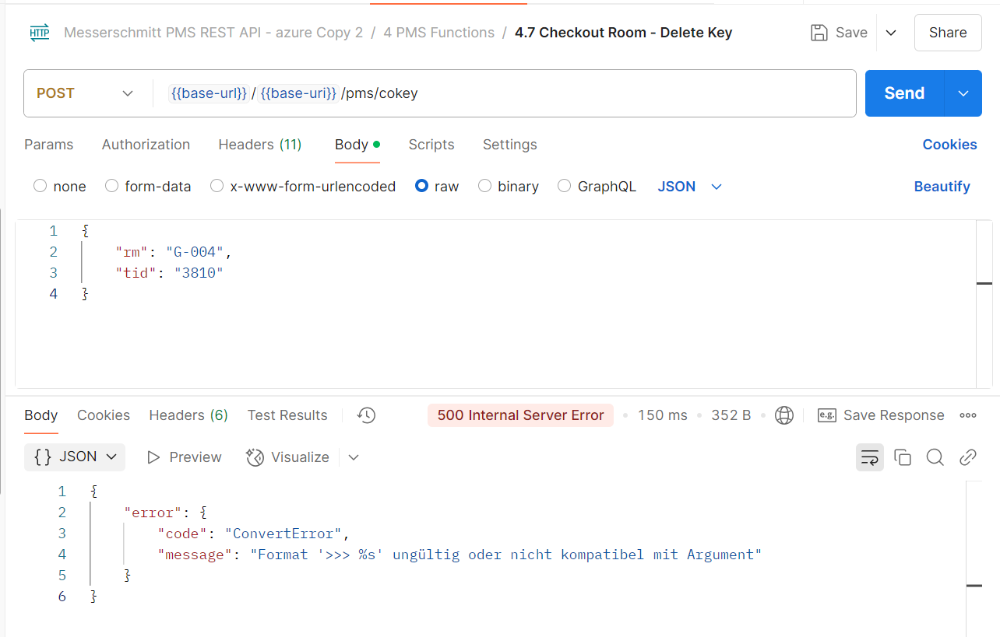 HTTP Messerschmitt PMS REST API - azure Copy 2 / 4 PMS Functions / 4.7 Checkout Room - Delete Key Save Share
POST {{base-url}}/{{base-uri}}/pms/cokey Send
Params Authorization Headers (11) Body Scripts Settings Cookies
none form-data x-www-form-urlencoded raw binary GraphQL JSON Beautify
1 {
2 "rm": "G-004",
3 "tid": "3810"
4 }
Body Cookies Headers (6) Test Results 500 Internal Server Error 150 ms 352 B e.g. Save Response
{} JSON Preview Visualize
1 {
2 "error": {
3 "code": "ConvertError",
4 "message": "Format '>>> %s' ungültig oder nicht kompatibel mit Argument"
5 }
6 }